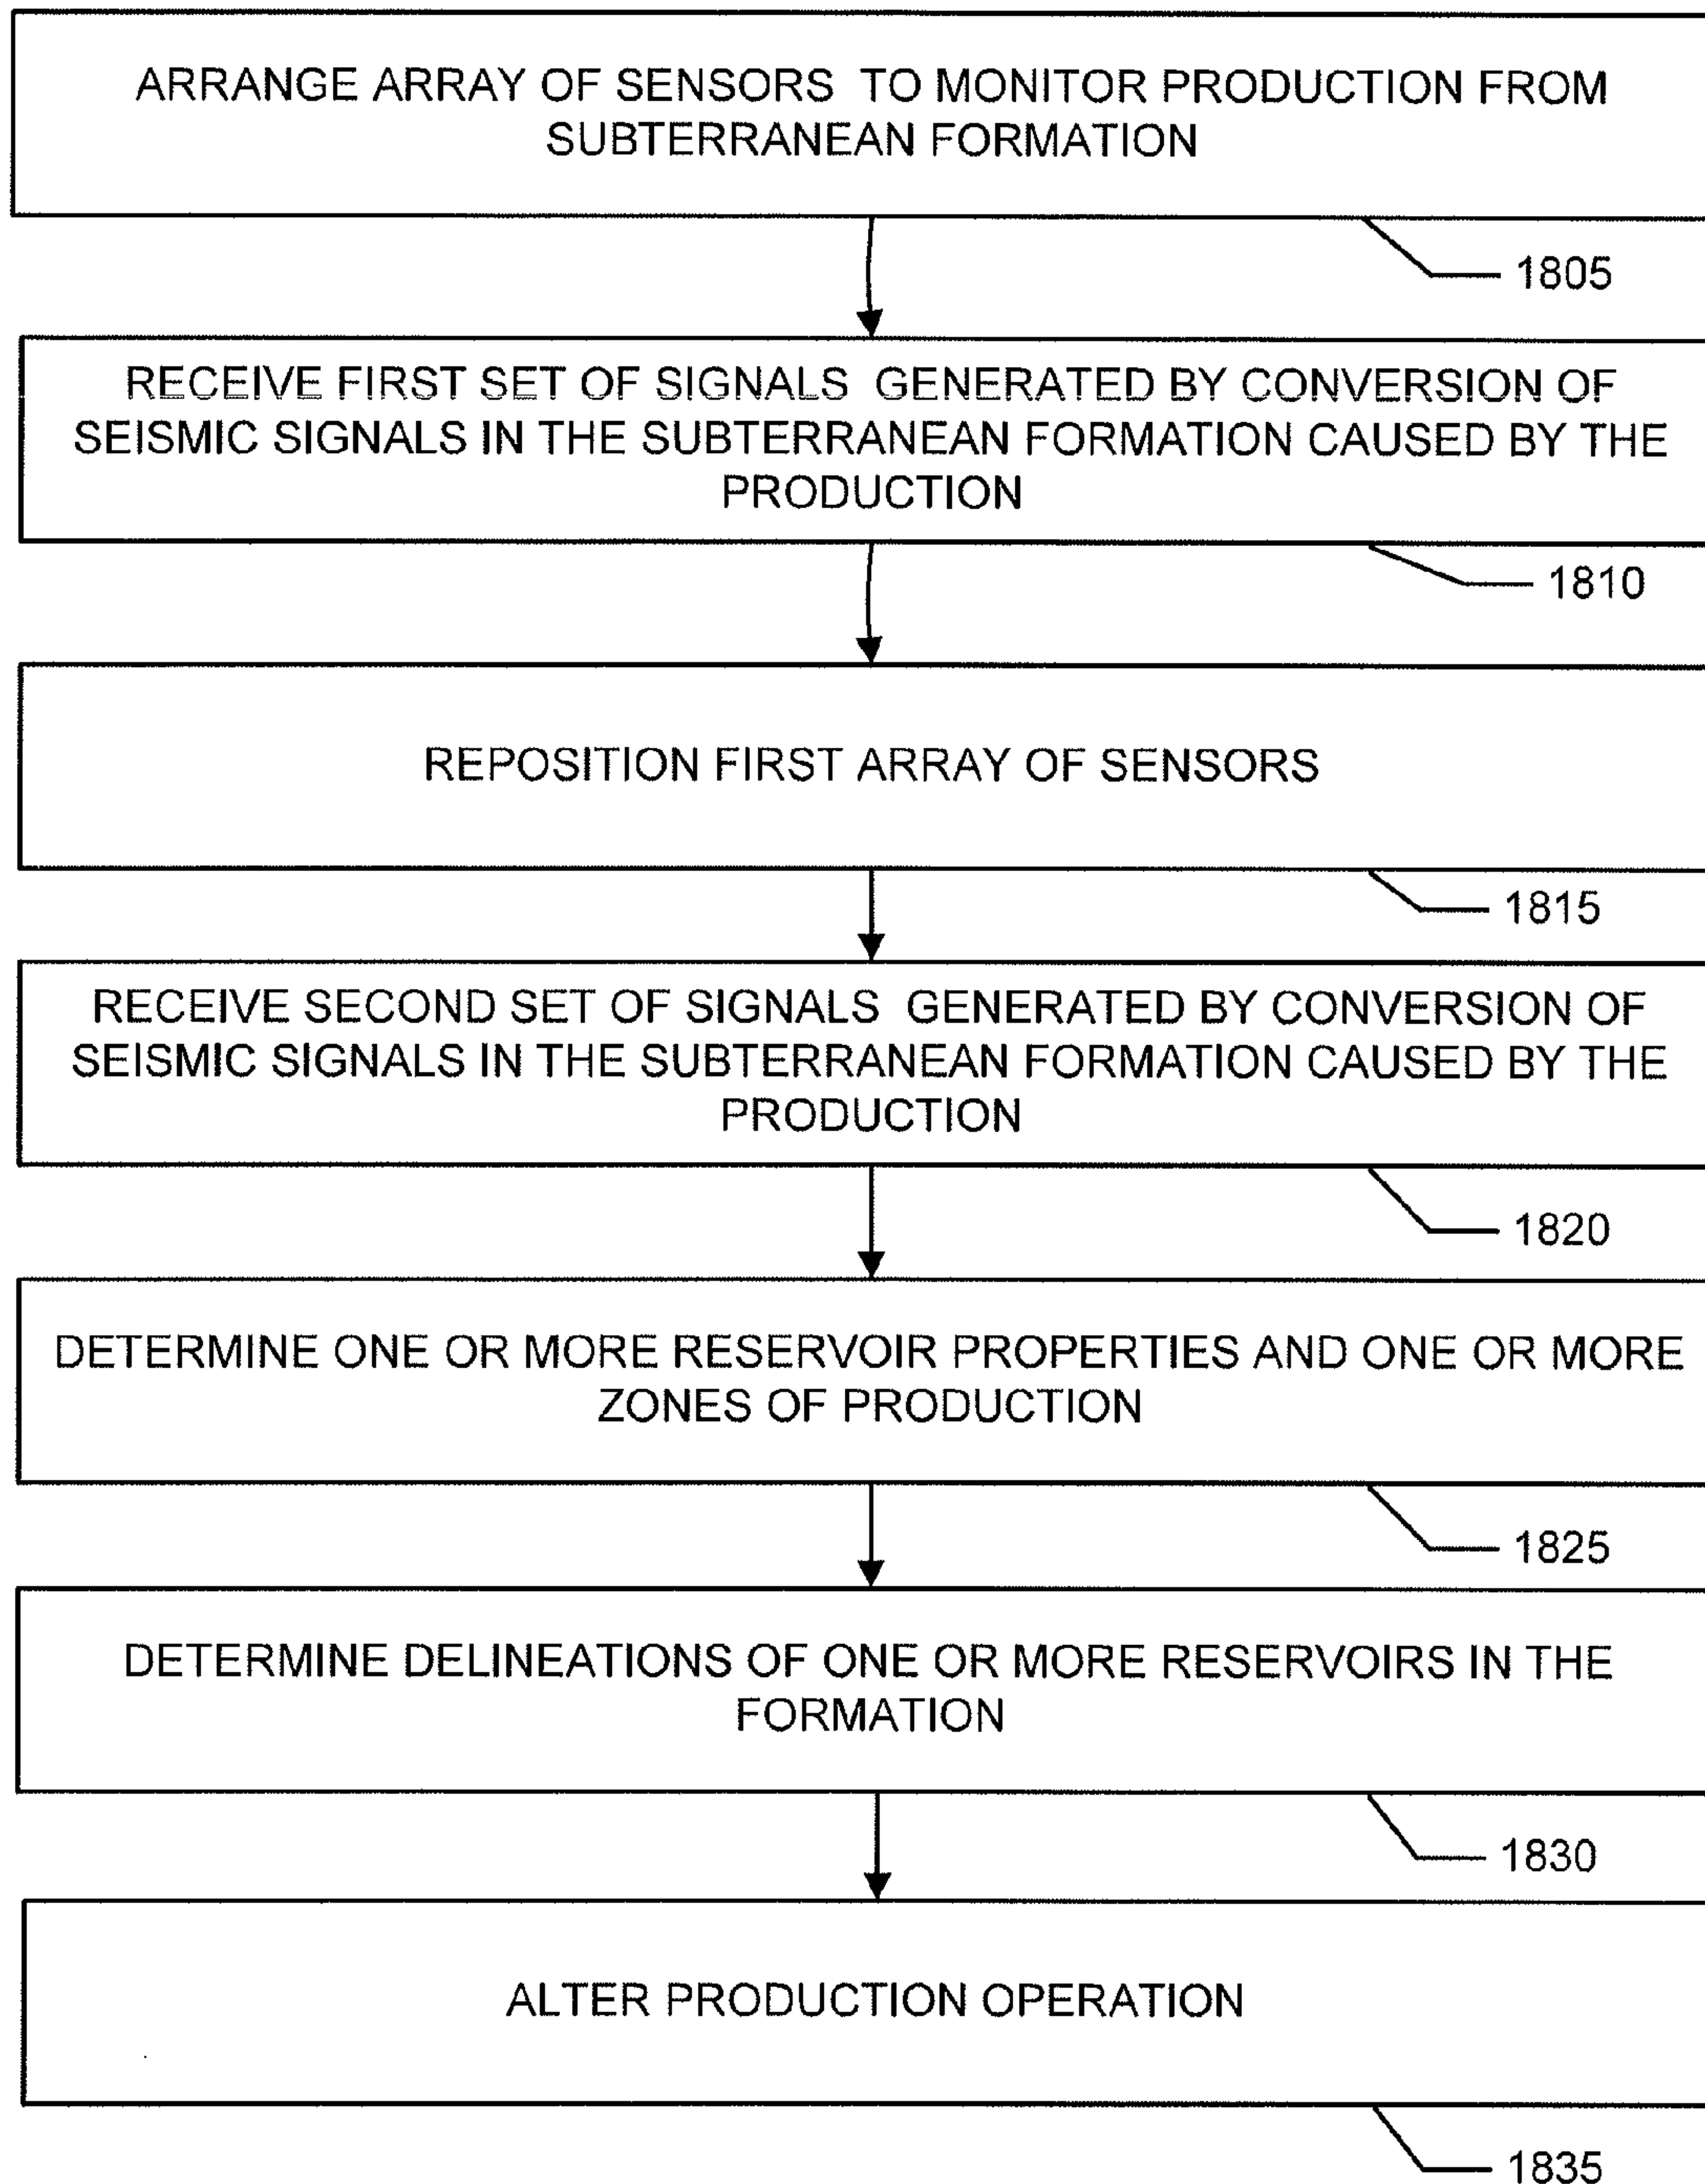 ARRANGE ARRAY OF SENSORS TO MONITOR PRODUCTION FROM
SUBTERRANEAN FORMATION
1805
RECEIVE FIRST SET OF SIGNALS GENERATED BY CONVERSION OF
SEISMIC SIGNALS IN THE SUBTERRANEAN FORMATION CAUSED BY THE
PRODUCTION
1810
REPOSITION FIRST ARRAY OF SENSORS
1815
RECEIVE SECOND SET OF SIGNALS GENERATED BY CONVERSION OF
SEISMIC SIGNALS IN THE SUBTERRANEAN FORMATION CAUSED BY THE
PRODUCTION
1820
DETERMINE ONE OR MORE RESERVOIR PROPERTIES AND ONE OR MORE
ZONES OF PRODUCTION
1825
DETERMINE DELINEATIONS OF ONE OR MORE RESERVOIRS IN THE
FORMATION
1830
ALTER PRODUCTION OPERATION
1835